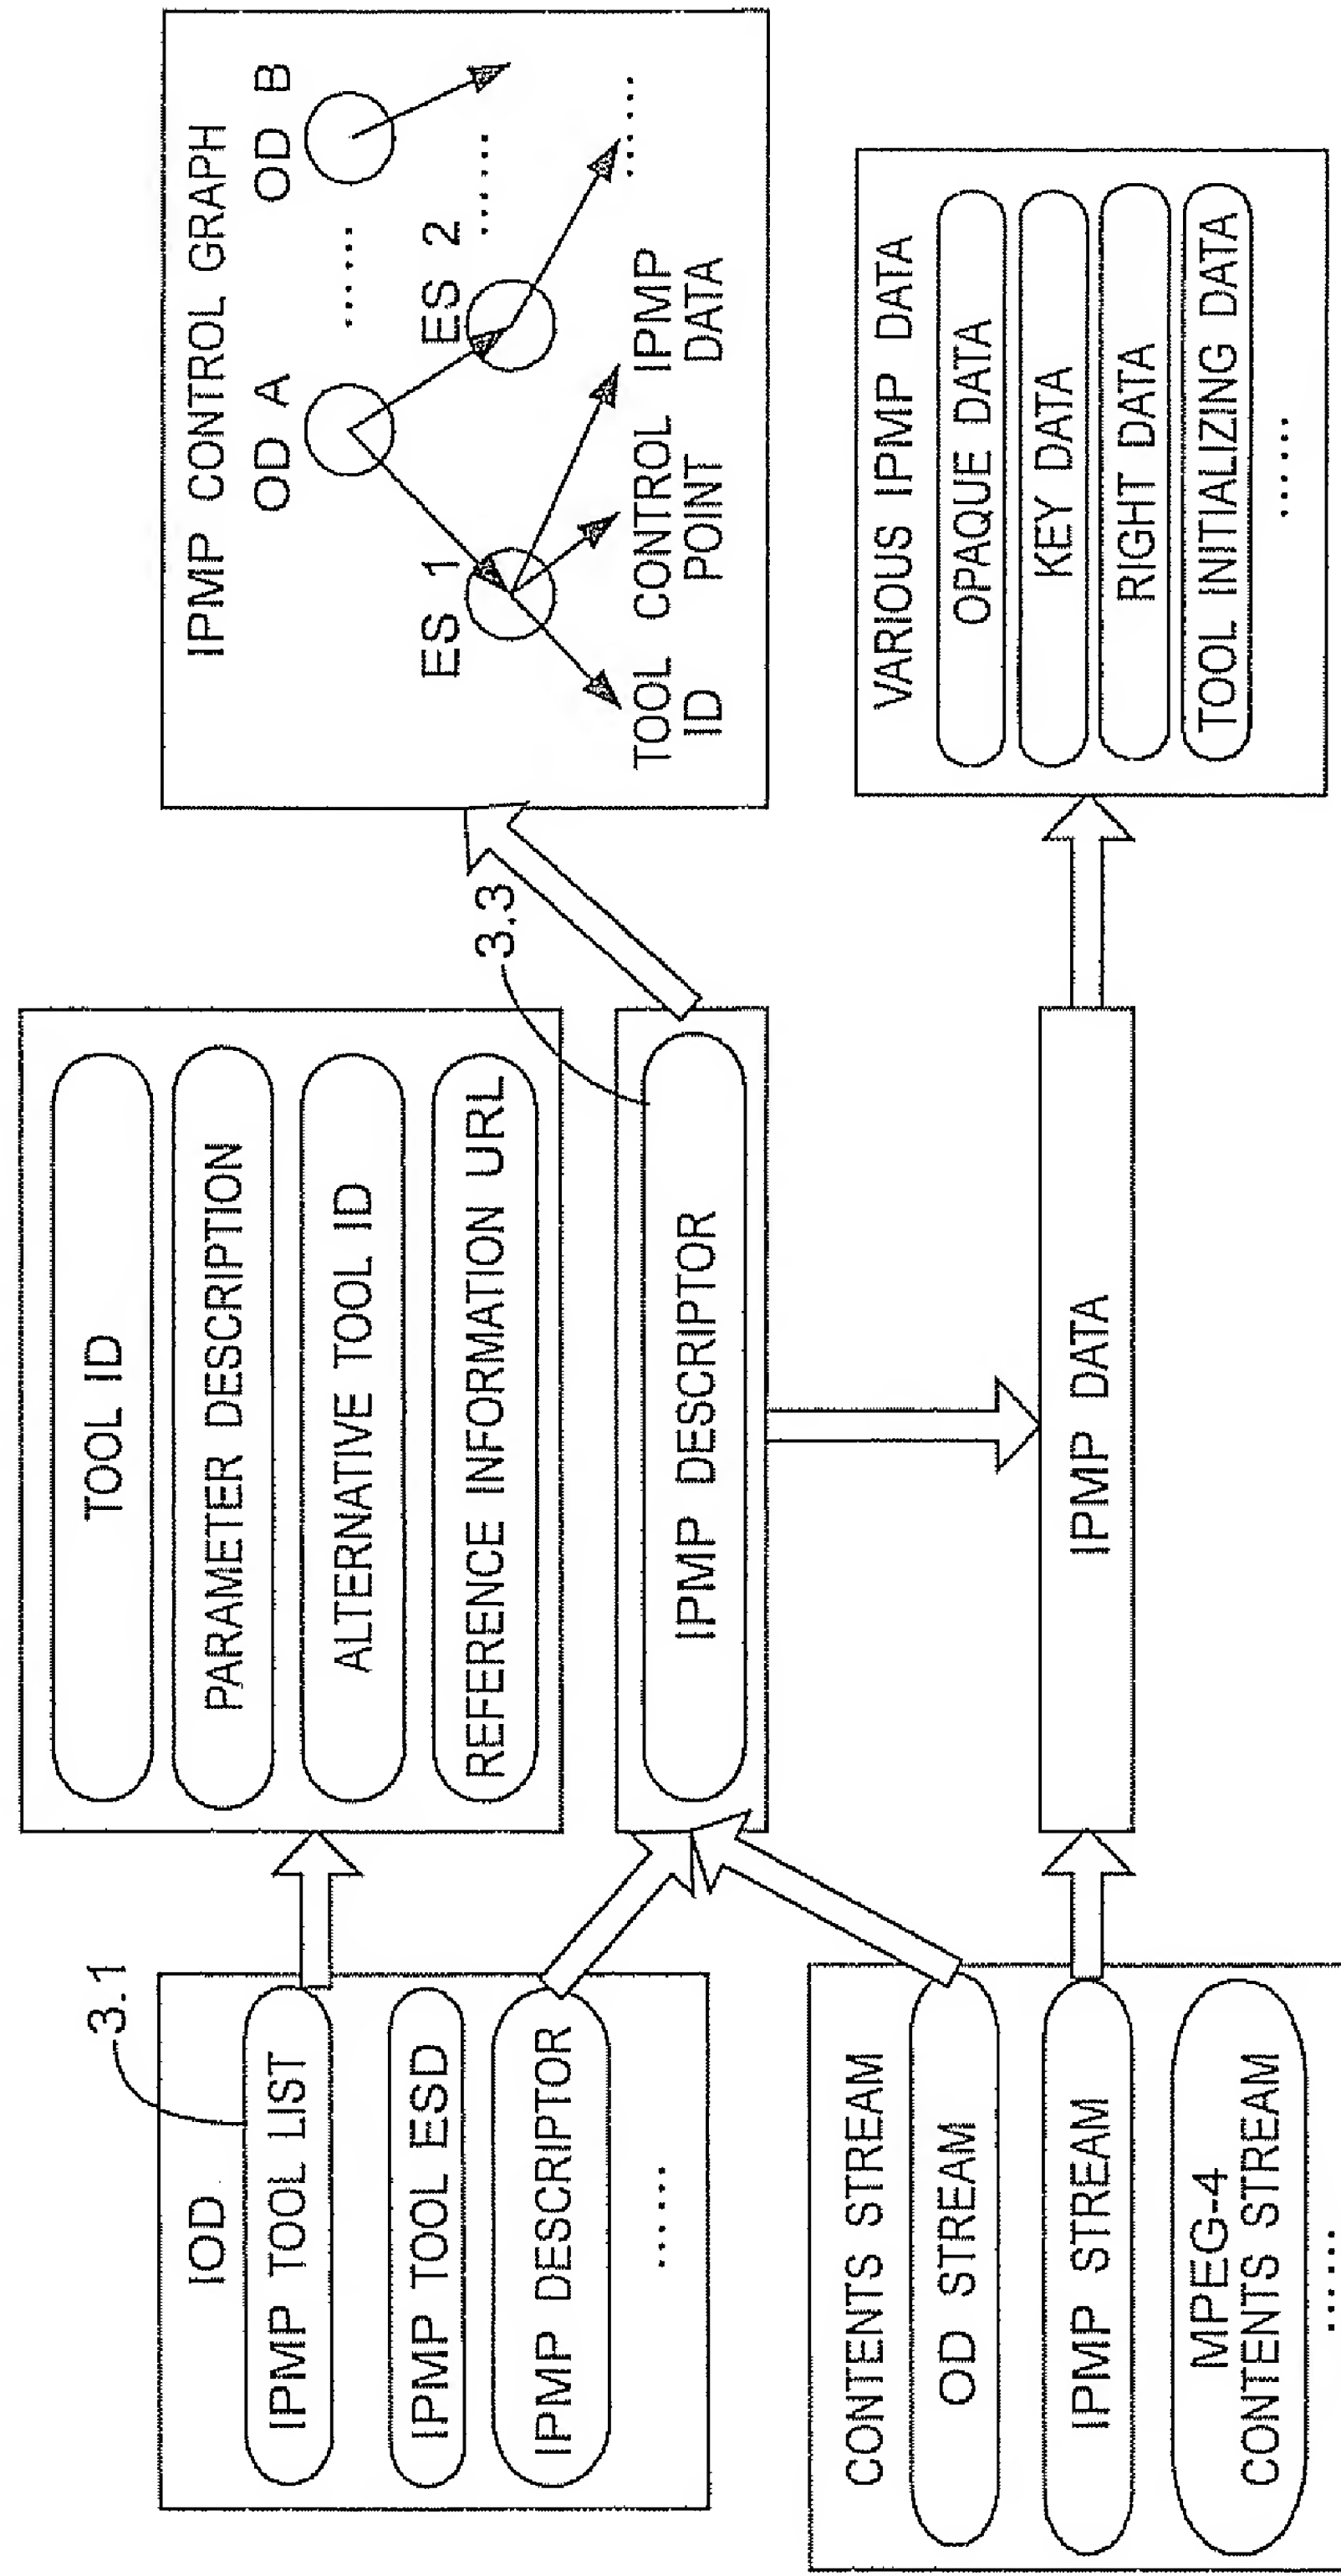 3.1
IOD
IPMP TOOL LIST
IPMP TOOL ESD
IPMP DESCRIPTOR
......
CONTENTS STREAM
OD STREAM
IPMP STREAM
MPEG-4
CONTENTS STREAM
......
TOOL ID
PARAMETER DESCRIPTION
ALTERNATIVE TOOL ID
REFERENCE INFORMATION URL
3.3
IPMP DESCRIPTOR
IPMP DATA
IPMP CONTROL GRAPH
OD A ...... OD B
ES 1 ES 2 ......
......
TOOL CONTROL IPMP
ID POINT DATA
VARIOUS IPMP DATA
OPAQUE DATA
KEY DATA
RIGHT DATA
TOOL INITIALIZING DATA
......